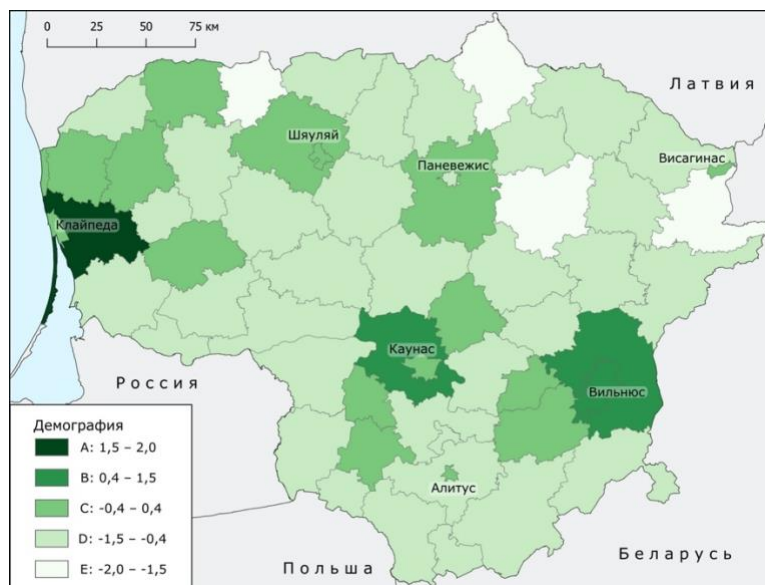 0 25 50 75 км
Латвия
Шяуляй
Паневежис
Висагинас
Клайпеда
Каунас
Россия
Вильнюс
Демография
A: 1,5 – 2,0
B: 0,4 – 1,5
C: -0,4 – 0,4
D: -1,5 – -0,4
E: -2,0 – -1,5
Алитус
Польша
Беларусь